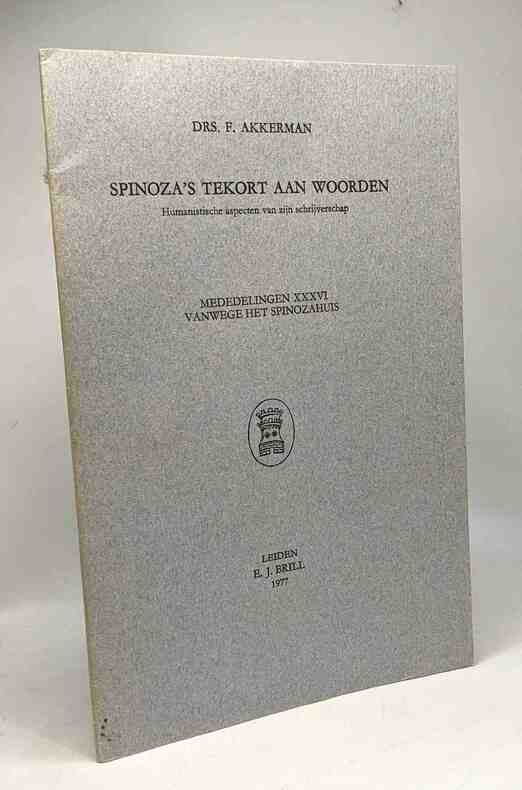 DRS. F. AKKERMAN
SPINOZA'S TEKORT AAN WOORDEN
Humanistische aspecten van zijn schrijverschap
MEDEDELINGEN XXXVI
VANWEGE HET SPINOZAHUIS
LEIDEN
E. J. BRILL
1977